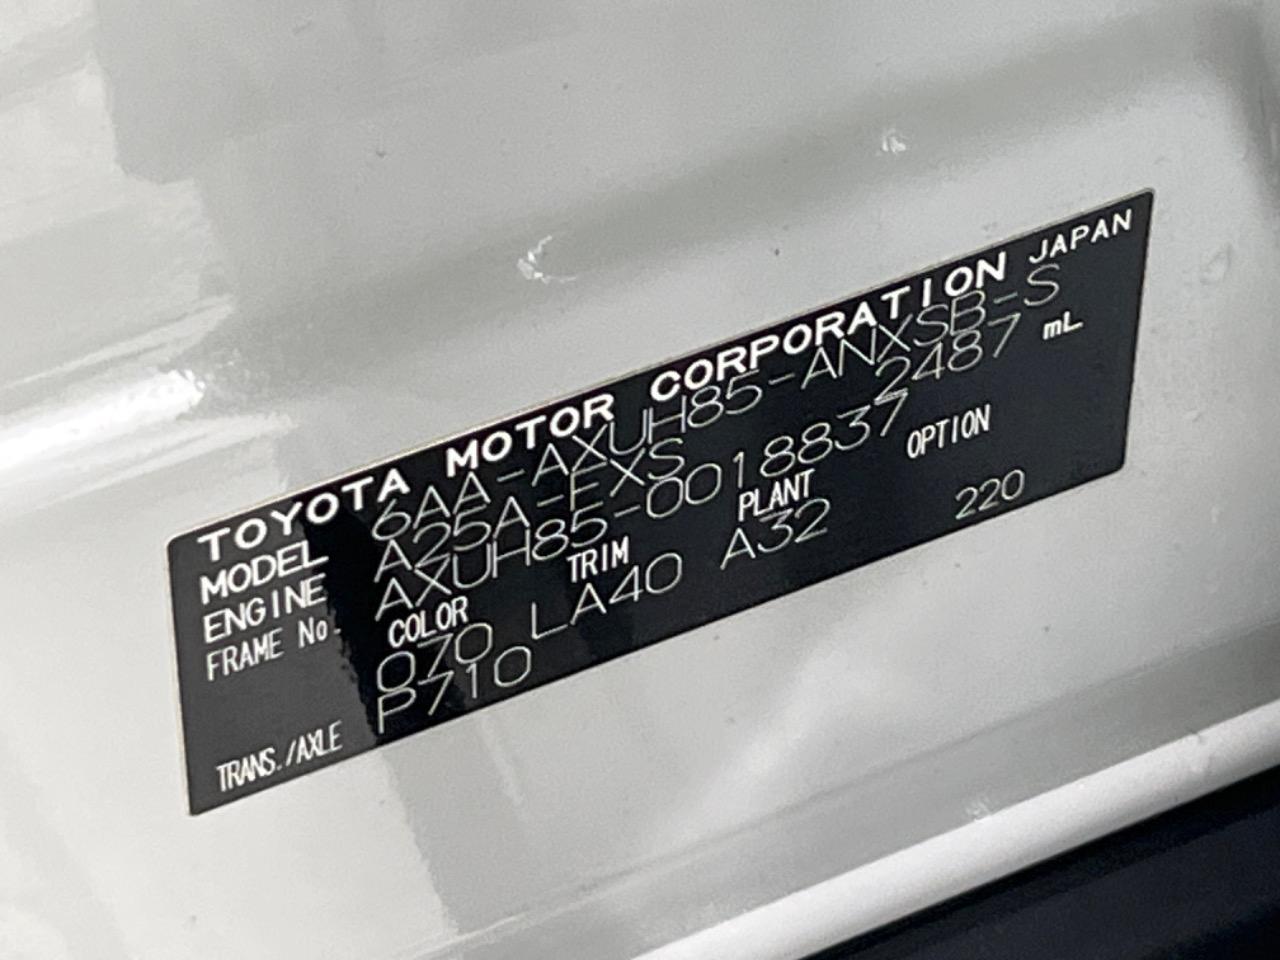 TOYOTA MOTOR CORPORATION JAPAN
MODEL 6AA-AXUH85-ANXSB-S
ENGINE A25A-FXS 2487 mL
FRAME No. AXUH85-0018837
COLOR TRIM PLANT OPTION
070 LA40 A32 220
TRANS./AXLE P710